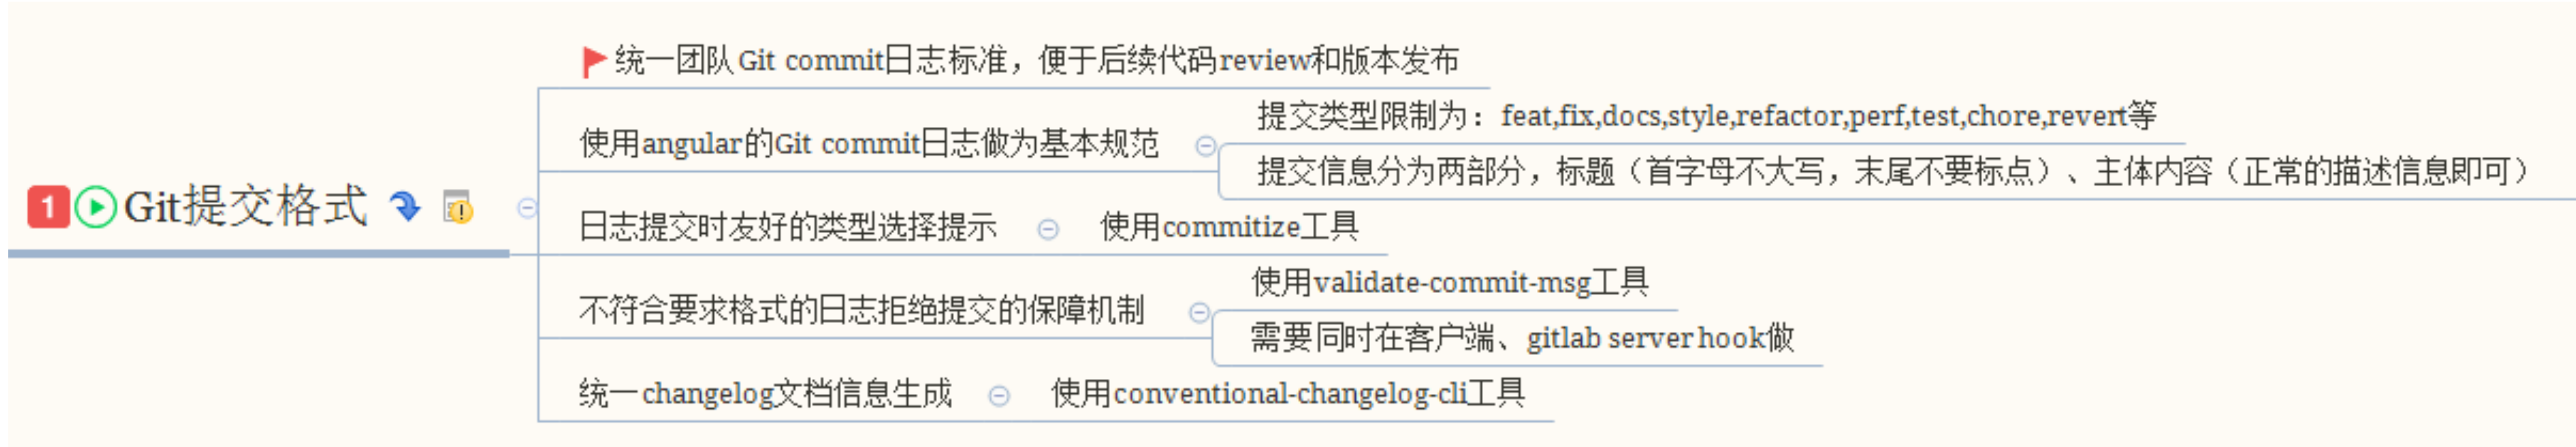 统一团队Git commit日志标准，便于后续代码review和版本发布
提交类型限制为：feat,fix,docs,style,refactor,perf,test,chore,revert等
使用angular的Git commit日志做为基本规范
提交信息分为两部分，标题（首字母不大写，末尾不要标点）、主体内容（正常的描述信息即可）
1 Git提交格式
日志提交时友好的类型选择提示
使用commitize工具
使用validate-commit-msg工具
不符合要求格式的日志拒绝提交的保障机制
需要同时在客户端、gitlab server hook做
统一changelog文档信息生成
使用conventional-changelog-cli工具